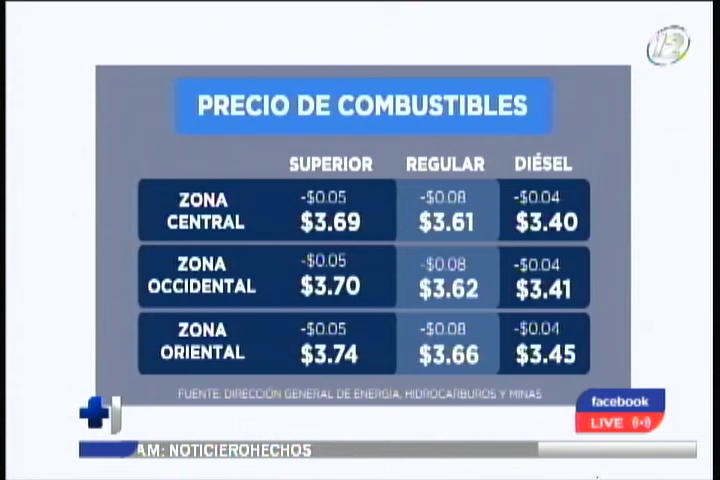 12
PRECIO DE COMBUSTIBLES
SUPERIOR REGULAR DIÉSEL
ZONA CENTRAL
-$0.05 -$0.08 -$0.04
$3.69 $3.61 $3.40
ZONA OCCIDENTAL
-$0.05 -$0.08 -$0.04
$3.70 $3.62 $3.41
ZONA ORIENTAL
-$0.05 -$0.08 -$0.04
$3.74 $3.66 $3.45
FUENTE: DIRECCIÓN GENERAL DE ENERGÍA, HIDROCARBUROS Y MINAS
facebook
LIVE
AM: NOTICIEROHECHOS